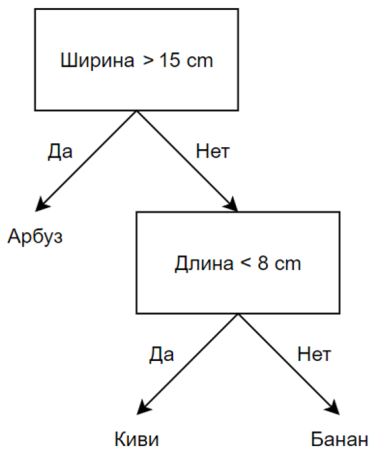 Ширина > 15 cm
Да
Нет
Арбуз
Длина < 8 cm
Да
Нет
Киви
Банан